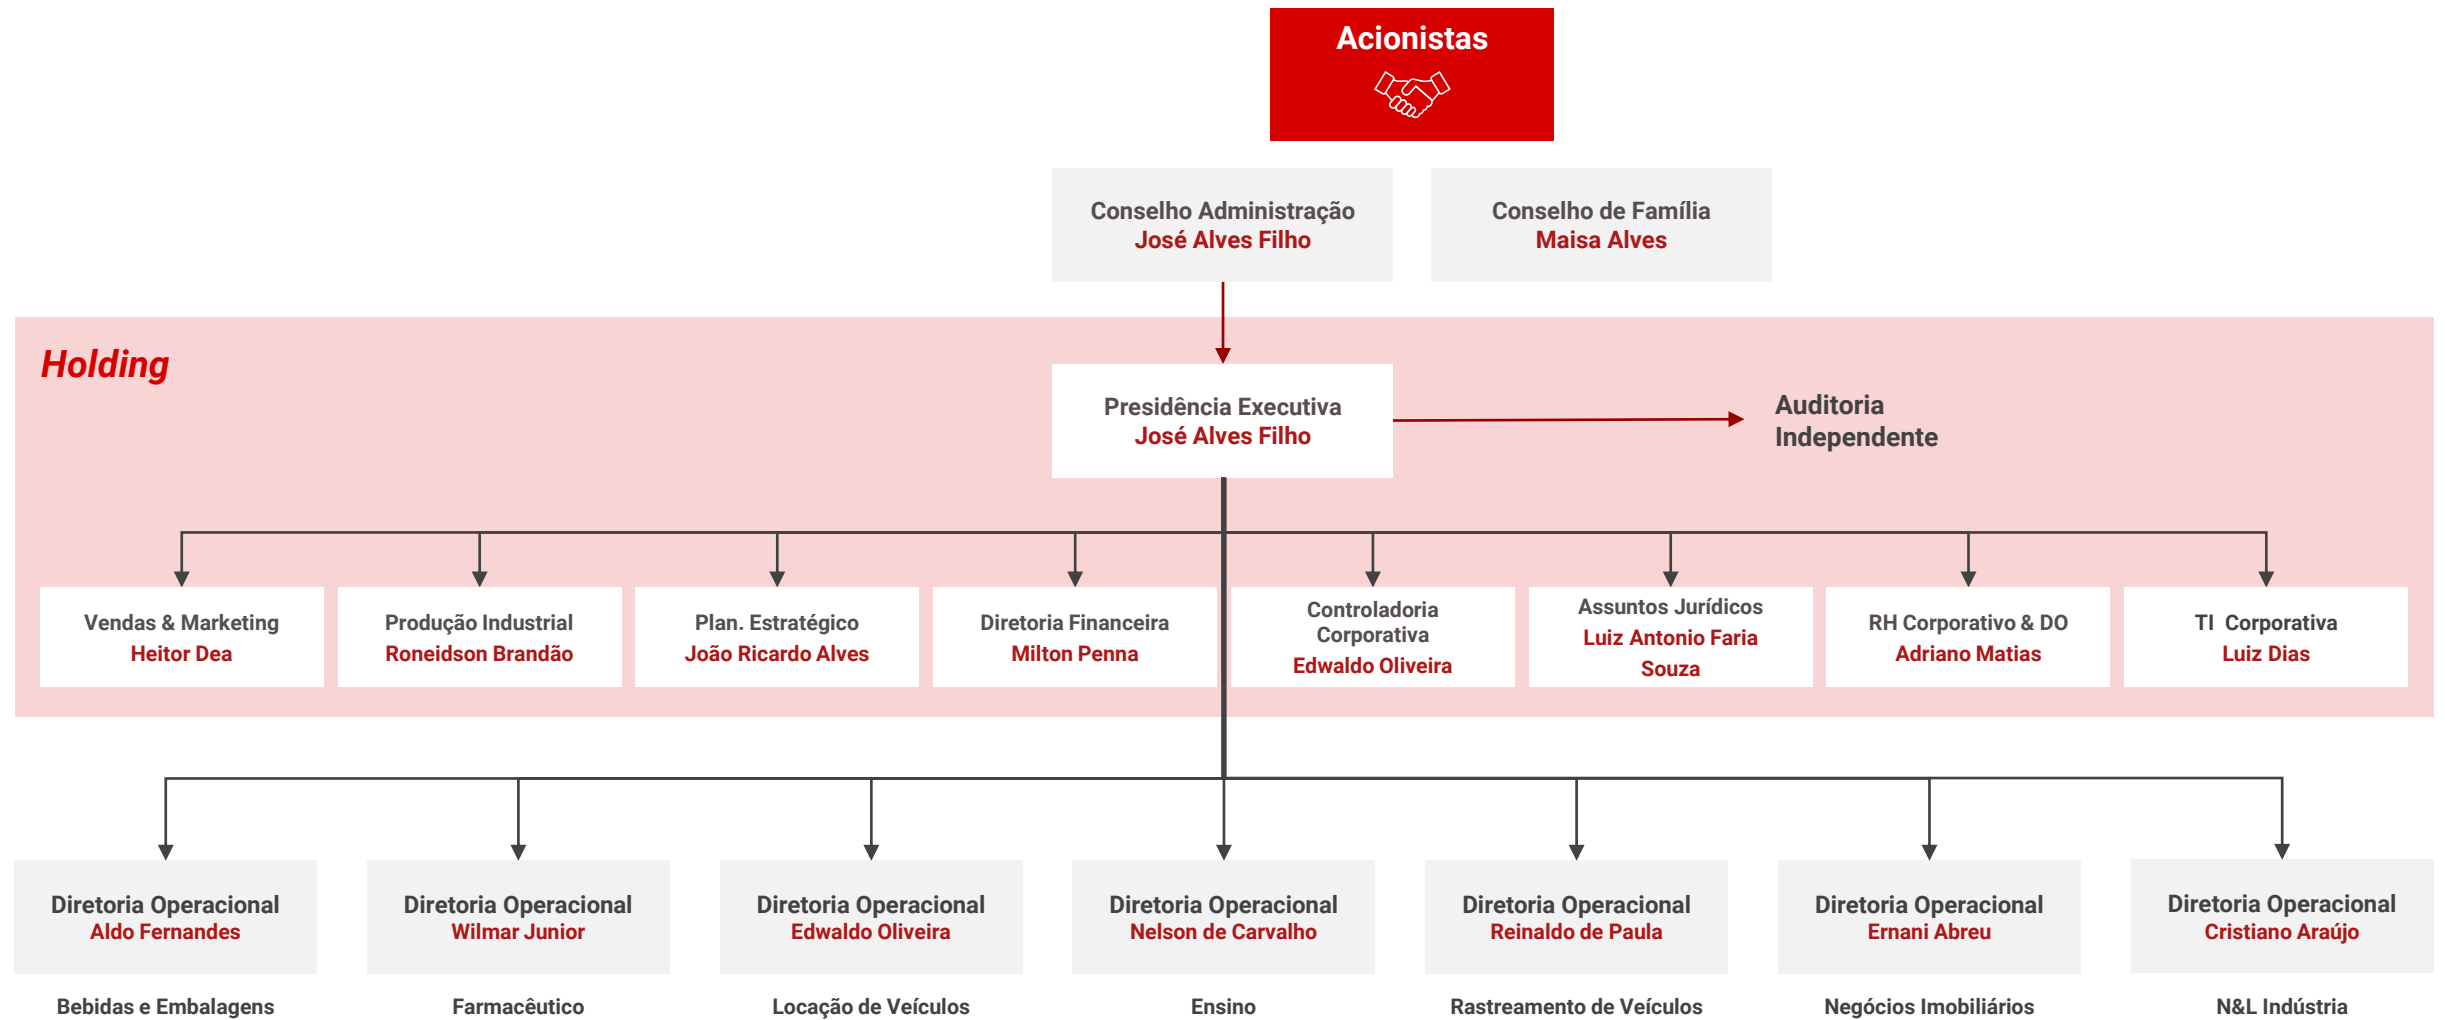 Acionistas
Conselho Administração
José Alves Filho
Conselho de Família
Maisa Alves
Holding
Presidência Executiva
José Alves Filho
Auditoria
Independente
Vendas & Marketing
Heitor Dea
Produção Industrial
Roneidson Brandão
Plan. Estratégico
João Ricardo Alves
Diretoria Financeira
Milton Penna
Controladoria
Corporativa
Edwaldo Oliveira
Assuntos Jurídicos
Luiz Antonio Faria
Souza
RH Corporativo & DO
Adriano Matias
TI  Corporativa
Luiz Dias
Diretoria Operacional
Aldo Fernandes
Bebidas e Embalagens
Diretoria Operacional
Wilmar Junior
Farmacêutico
Diretoria Operacional
Edwaldo Oliveira
Locação de Veículos
Diretoria Operacional
Nelson de Carvalho
Ensino
Diretoria Operacional
Reinaldo de Paula
Rastreamento de Veículos
Diretoria Operacional
Ernani Abreu
Negócios Imobiliários
Diretoria Operacional
Cristiano Araújo
N&L Indústria